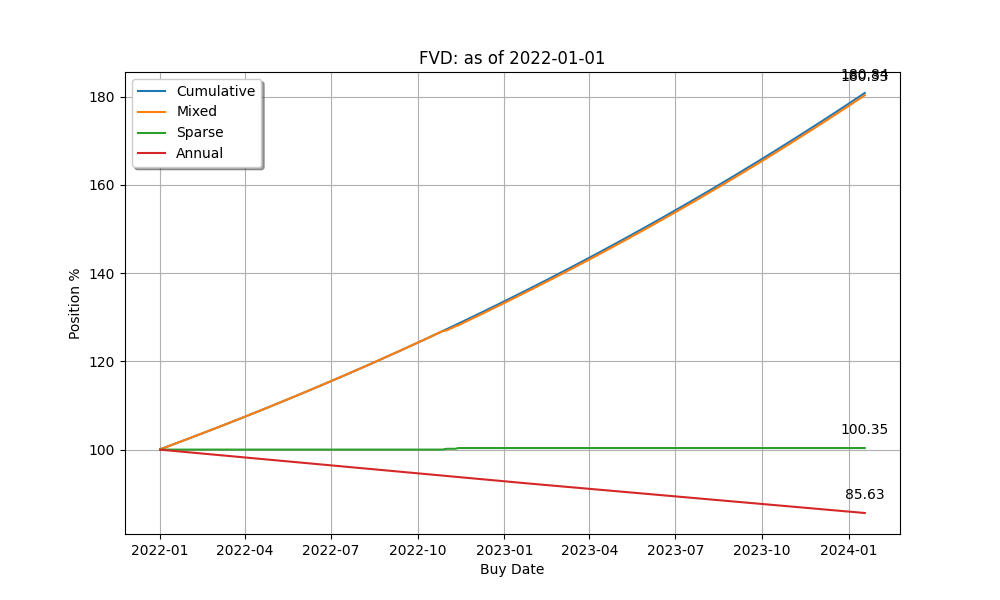 FVD: as of 2022-01-01
Cumulative
Mixed
Sparse
Annual
180
160
140
120
100
Position %
100.35
85.63
2022-01 2022-04 2022-07 2022-10 2023-01 2023-04 2023-07 2023-10 2024-01
Buy Date